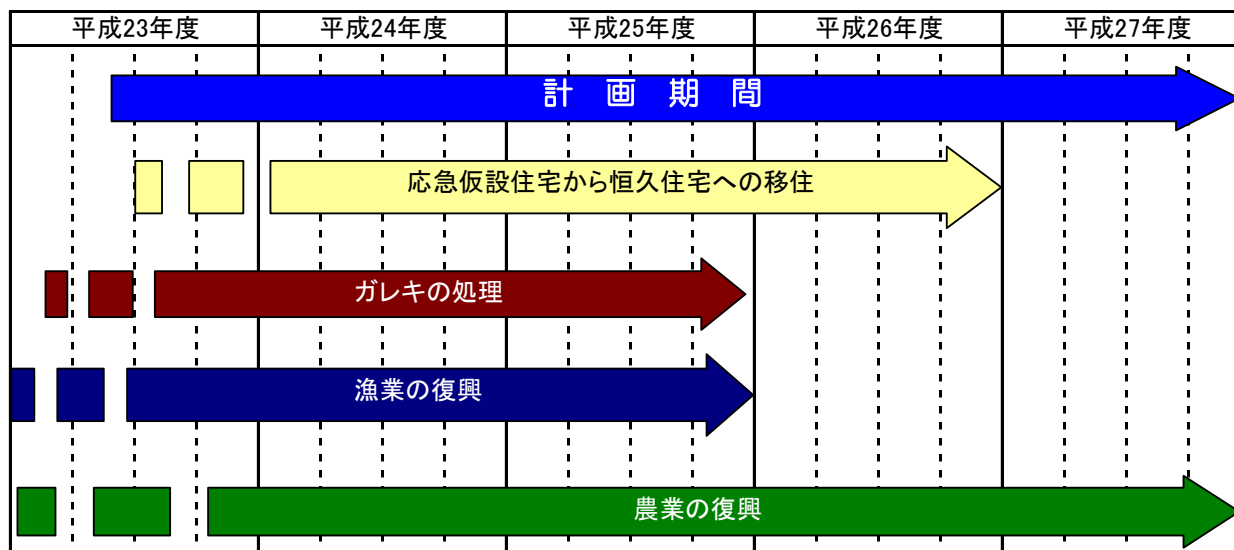 平成23年度 平成24年度 平成25年度 平成26年度 平成27年度
計 画 期 間
応急仮設住宅から恒久住宅への移住
ガレキの処理
漁業の復興
農業の復興